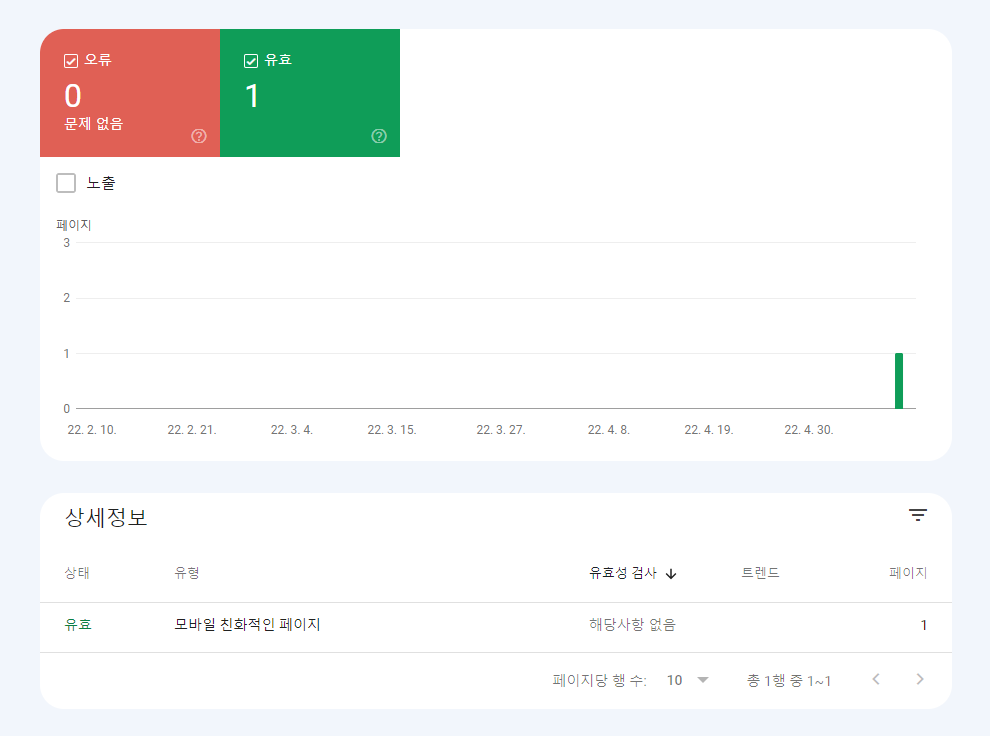 오류
0
문제 없음
유효
1
노출
페이지
3
2
1
0
22. 2. 10. 22. 2. 21. 22. 3. 4. 22. 3. 15. 22. 3. 27. 22. 4. 8. 22. 4. 19. 22. 4. 30.
상세정보
상태 유형 유효성 검사 트렌드 페이지
유효 모바일 친화적인 페이지 해당사항 없음 1
페이지당 행 수: 10 총 1행 중 1~1